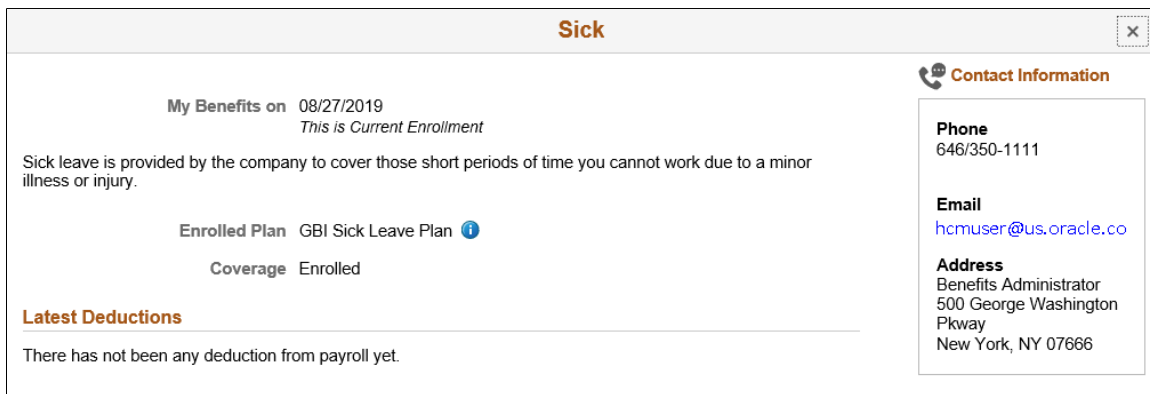 Sick
My Benefits on 08/27/2019
This is Current Enrollment
Sick leave is provided by the company to cover those short periods of time you cannot work due to a minor
illness or injury.
Enrolled Plan GBI Sick Leave Plan
Coverage Enrolled
Latest Deductions
There has not been any deduction from payroll yet.
Contact Information
Phone
646/350-1111
Email
hcmuser@us.oracle.co
Address
Benefits Administrator
500 George Washington
Pkway
New York, NY 07666